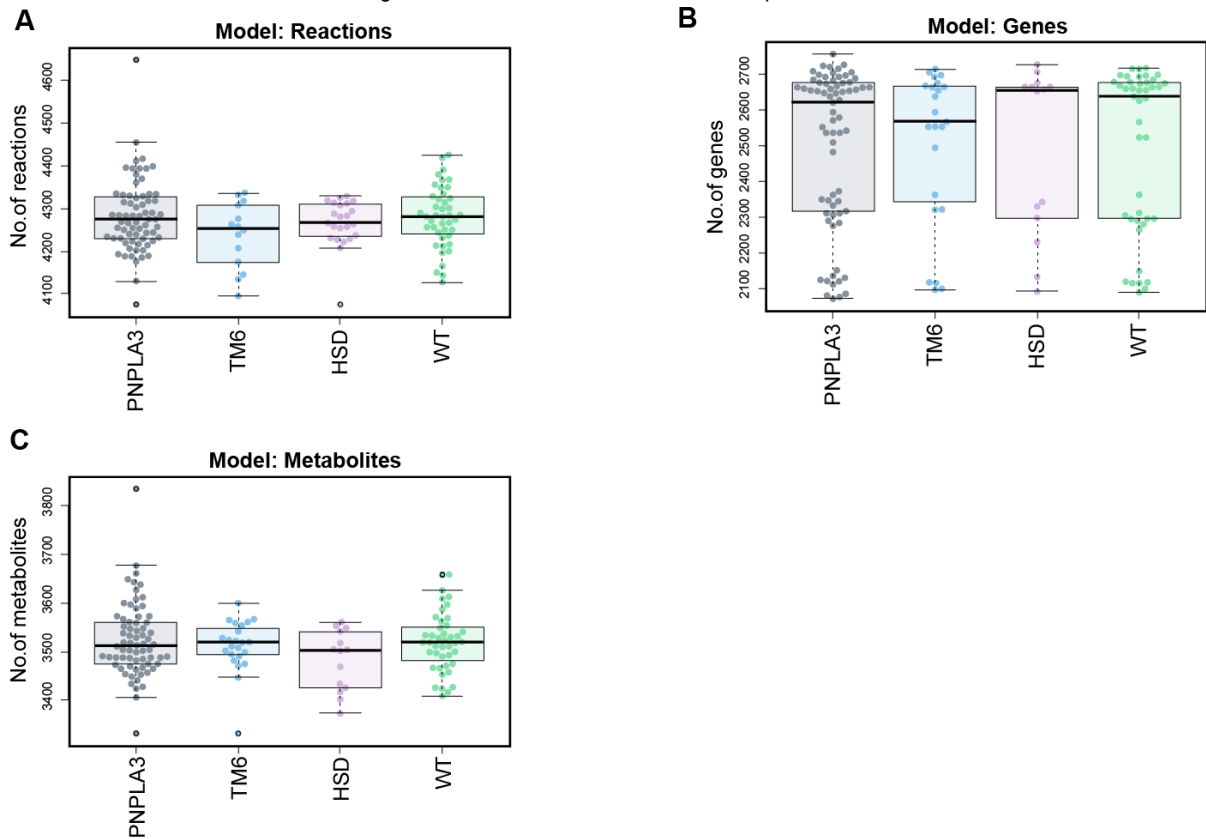 A
Model: Reactions
No.of reactions
4600
4500
4400
4300
4200
4100
PNPLA3
TM6
HSD
WT
B
Model: Genes
No.of genes
2700
2600
2500
2400
2300
2200
2100
PNPLA3
TM6
HSD
WT
C
Model: Metabolites
No.of metabolites
3800
3700
3600
3500
3400
PNPLA3
TM6
HSD
WT